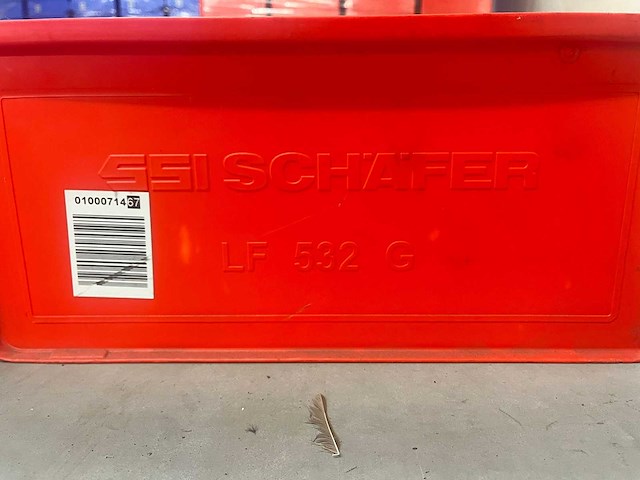 SSI SCHÄFER
0100071467
LF 532 G